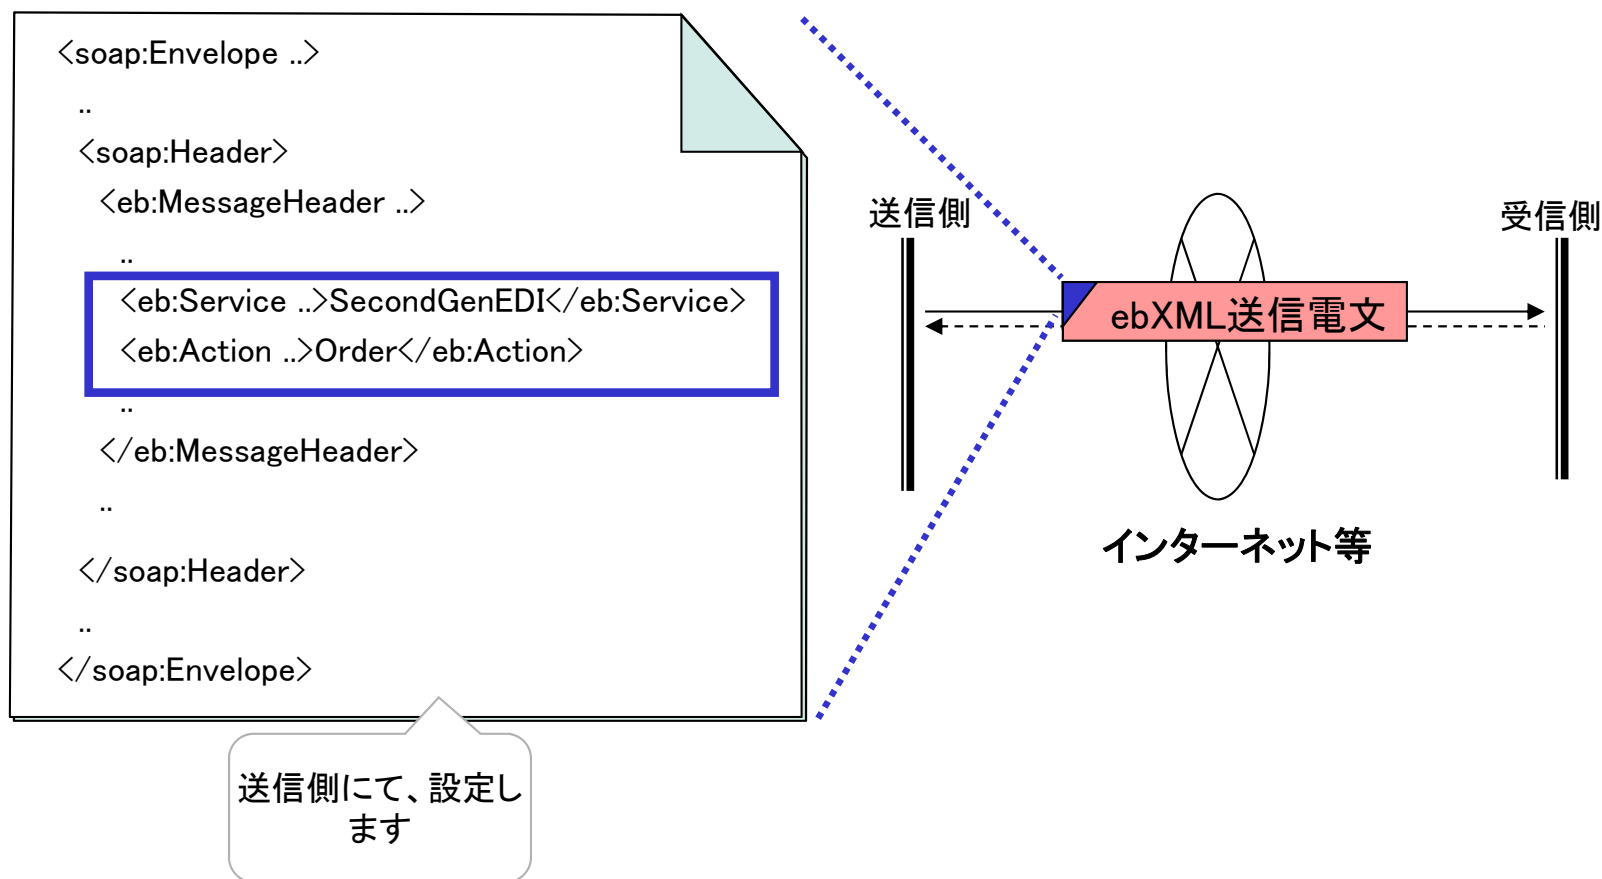 <soap:Envelope ..>
..
<soap:Header>
<eb:MessageHeader ..>
..
<eb:Service ..>SecondGenEDI</eb:Service>
<eb:Action ..>Order</eb:Action>
..
</eb:MessageHeader>
..
</soap:Header>
..
</soap:Envelope>
送信側にて、設定し
ます
送信側
受信側
ebXML送信電文
インターネット等